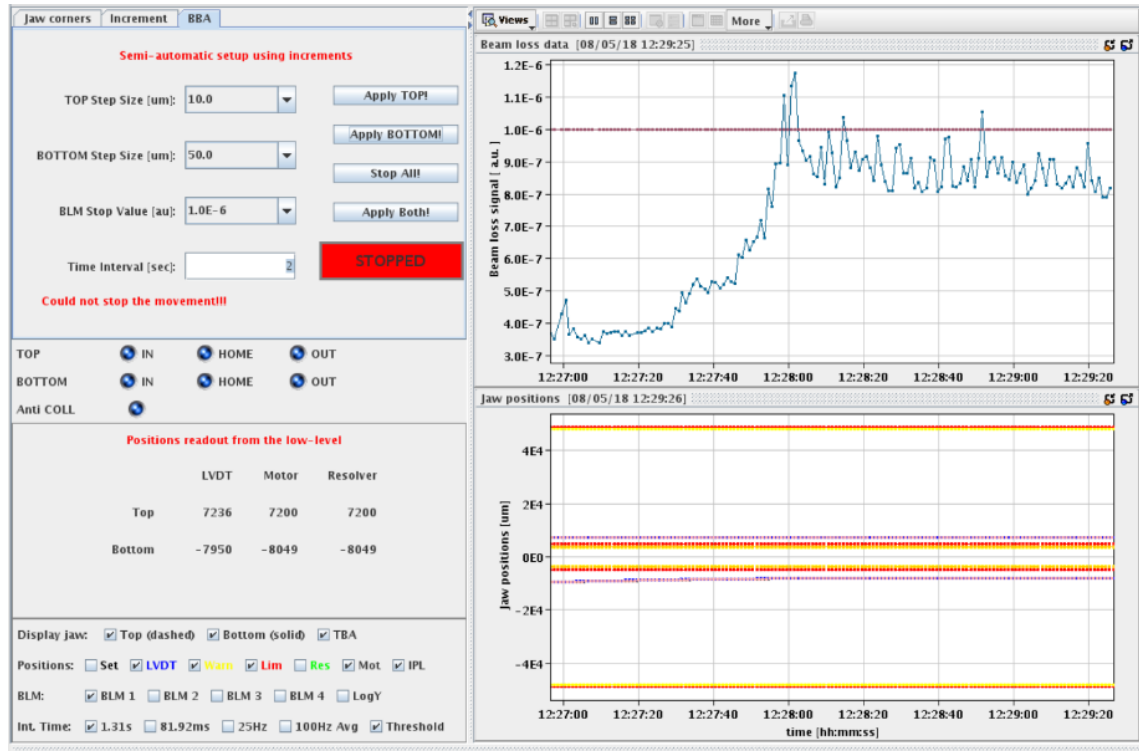 Jaw corners Increment BBA
Semi-automatic setup using increments
TOP Step Size [um]: 10.0 Apply TOP!
Apply BOTTOM!
BOTTOM Step Size [um]: 50.0
Stop All!
BLM Stop Value [au]: 1.0E-6 Apply Both!
Time Interval [sec]: 2 STOPPED
Could not stop the movement!!!
TOP IN HOME OUT
BOTTOM IN HOME OUT
Anti COLL
Positions readout from the low-level
LVDT Motor Resolver
Top 7236 7200 7200
Bottom -7950 -8049 -8049
Display jaw: Top (dashed) Bottom (solid) TBA
Positions: Set LVDT Warn Lim Res Mot IPL
BLM: BLM 1 BLM 2 BLM 3 BLM 4 LogY
Int. Time: 1.31s 81.92ms 25Hz 100Hz Avg Threshold
Views More
Beam loss data [08/05/18 12:29:25]
Beam loss signal [ a.u. ]
1.2E-6
1.1E-6
1.0E-6
9.0E-7
8.0E-7
7.0E-7
6.0E-7
5.0E-7
4.0E-7
3.0E-7
12:27:00 12:27:20 12:27:40 12:28:00 12:28:20 12:28:40 12:29:00 12:29:20
Jaw positions [08/05/18 12:29:26]
Jaw positions [um]
4E4
2E4
0E0
-2E4
-4E4
12:27:00 12:27:20 12:27:40 12:28:00 12:28:20 12:28:40 12:29:00 12:29:20
time [hh:mm:ss]